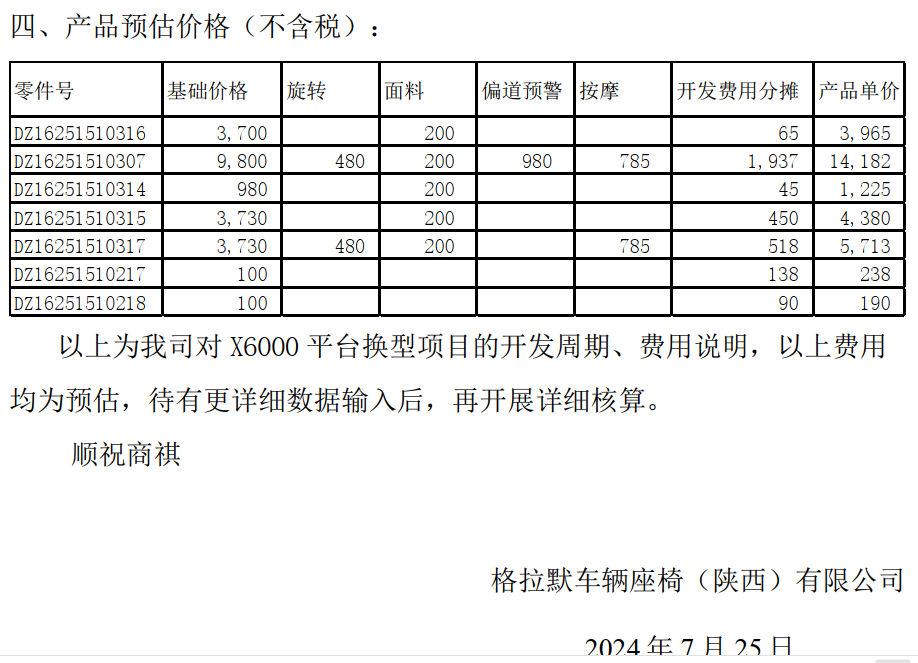 四、产品预估价格（不含税）：
零件号 基础价格 旋转 面料 偏道预警 按摩 开发费用分摊 产品单价
DZ16251510316 3,700 200 65 3,965
DZ16251510307 9,800 480 200 980 785 1,937 14,182
DZ16251510314 980 200 45 1,225
DZ16251510315 3,730 200 450 4,380
DZ16251510317 3,730 480 200 785 518 5,713
DZ16251510217 100 138 238
DZ16251510218 100 90 190
以上为我司对 X6000 平台换型项目的开发周期、费用说明，以上费用
均为预估，待有更详细数据输入后，再开展详细核算。
顺祝商祺
格拉默车辆座椅（陕西）有限公司
2024 年 7 月 25 日